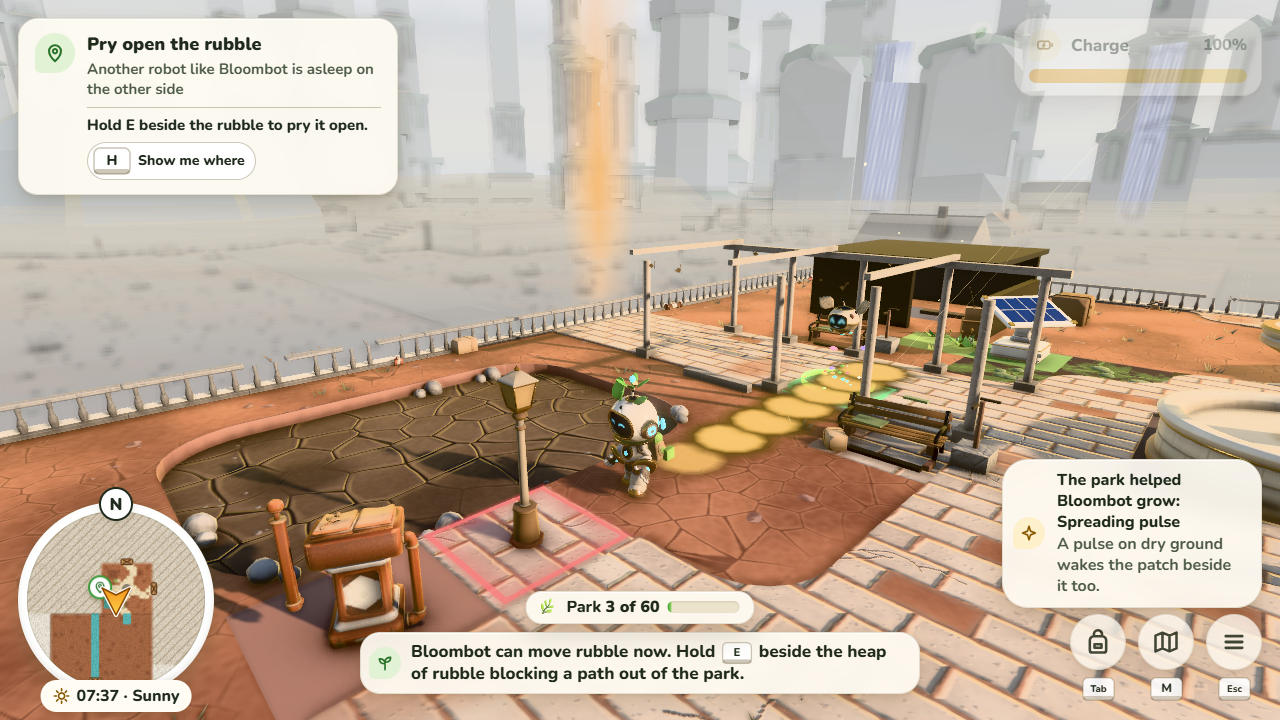 Pry open the rubble
Another robot like Bloombot is asleep on
the other side
Hold E beside the rubble to pry it open.
H Show me where
Charge 100%
N
07:37 · Sunny
Park 3 of 60
Bloombot can move rubble now. Hold E beside the heap
of rubble blocking a path out of the park.
The park helped
Bloombot grow:
Spreading pulse
A pulse on dry ground
wakes the patch beside
it too.
Tab
M
Esc